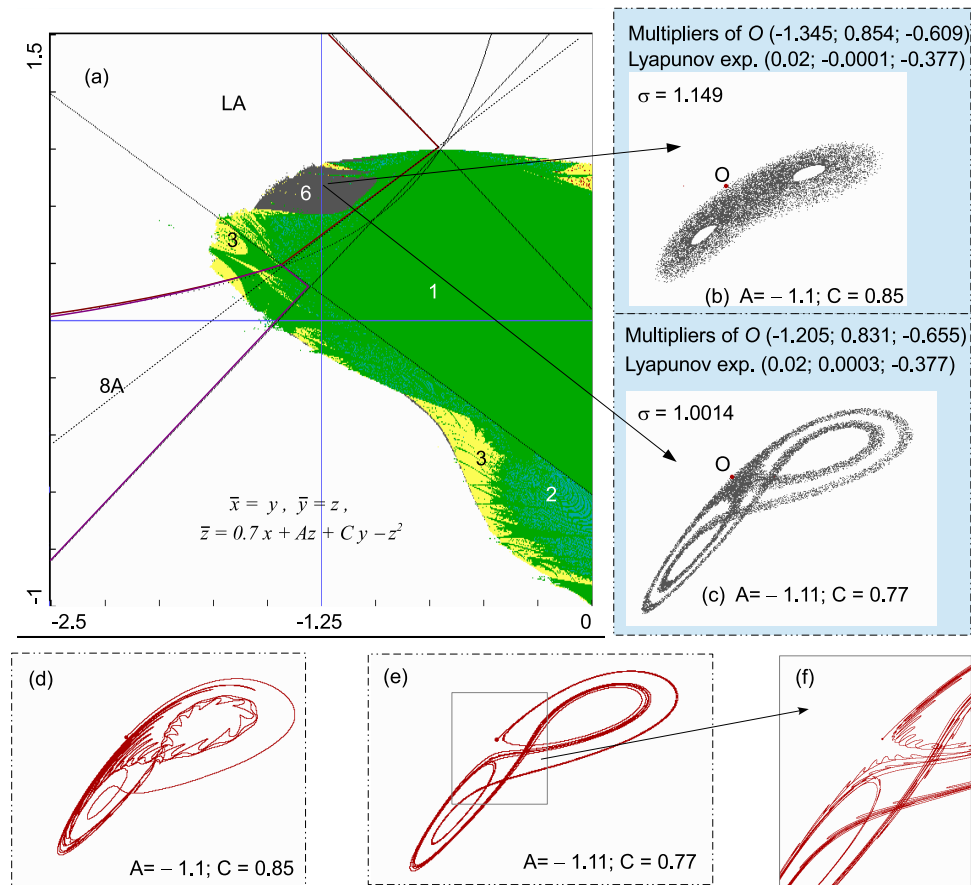 (a)
1.5
LA
6
3
1
8A
3
2
x̅ = y , y̅ = z ,
z̅ = 0.7 x + Az + C y − z²
-1
-2.5
-1.25
0
Multipliers of O (-1.345; 0.854; -0.609)
Lyapunov exp. (0.02; -0.0001; -0.377)
σ = 1.149
O
(b) A= − 1.1; C = 0.85
Multipliers of O (-1.205; 0.831; -0.655)
Lyapunov exp. (0.02; 0.0003; -0.377)
σ = 1.0014
O
(c) A= − 1.11; C = 0.77
(d)
A= − 1.1; C = 0.85
(e)
A= − 1.11; C = 0.77
(f)